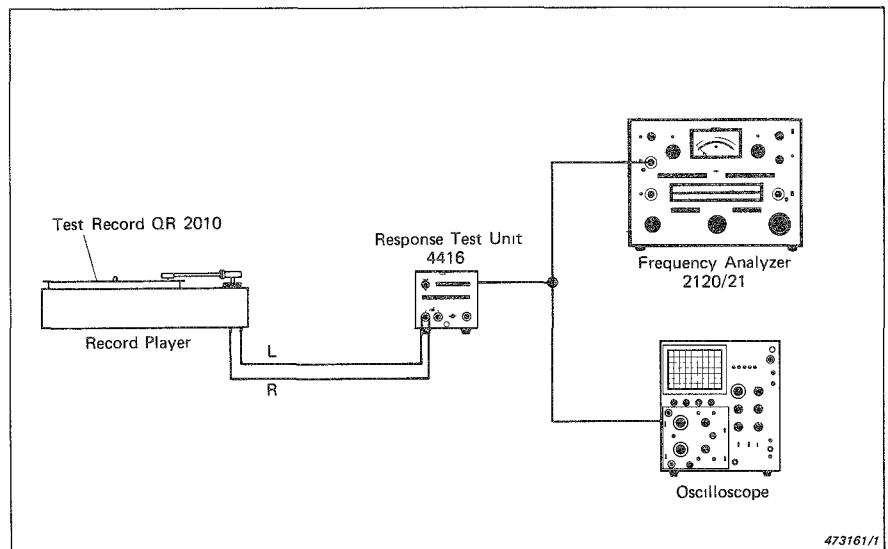 Test Record QR 2010
Record Player
L
R
Response Test Unit
4416
Frequency Analyzer
2120/21
Oscilloscope
473161/1